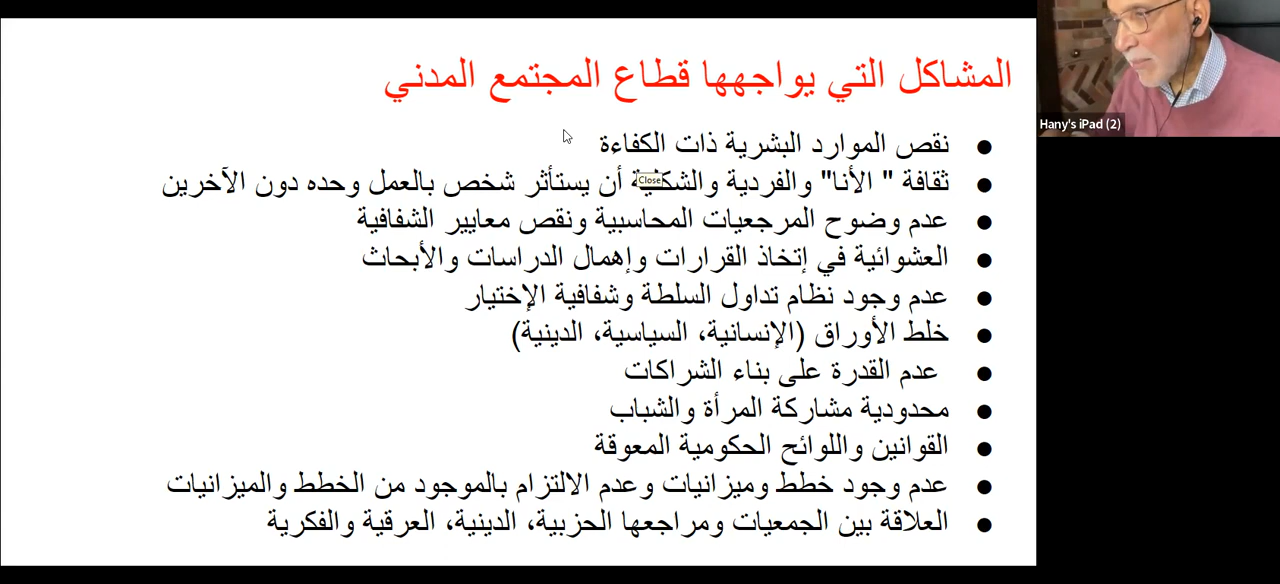 المشاكل التي يواجهها قطاع المجتمع المدني
● نقص الموارد البشرية ذات الكفاءة
● ثقافة " الأنا" والفردية والشكلية أن يستأثر شخص بالعمل وحده دون الآخرين
Close
● عدم وضوح المرجعيات المحاسبية ونقص معايير الشفافية
● العشوائية في إتخاذ القرارات وإهمال الدراسات والأبحاث
● عدم وجود نظام تداول السلطة وشفافية الإختيار
● خلط الأوراق (الإنسانية، السياسية، الدينية)
● عدم القدرة على بناء الشراكات
● محدودية مشاركة المرأة والشباب
● القوانين واللوائح الحكومية المعوقة
● عدم وجود خطط وميزانيات وعدم الالتزام بالموجود من الخطط والميزانيات
● العلاقة بين الجمعيات ومراجعها الحزبية، الدينية، العرقية والفكرية
Hany's iPad (2)